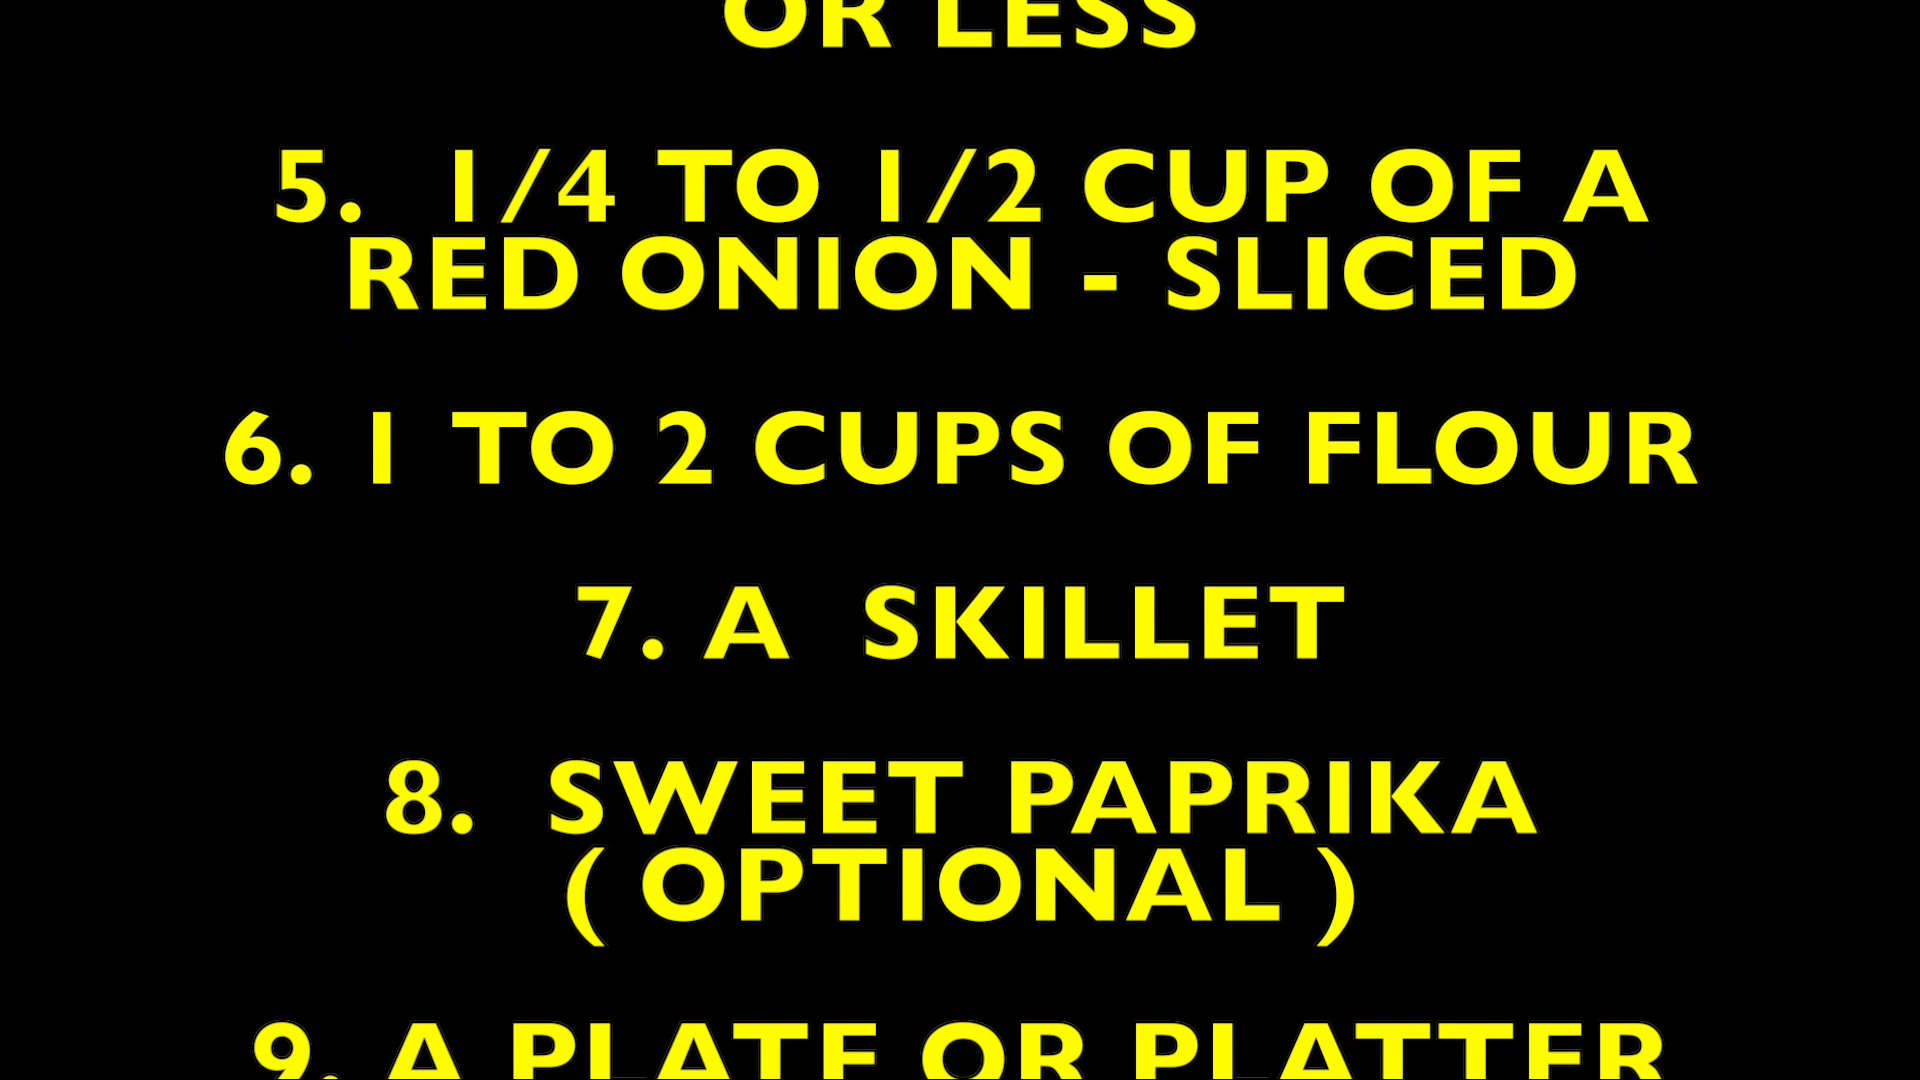 OR LESS
5. 1/4 TO 1/2 CUP OF A
RED ONION - SLICED
6. 1 TO 2 CUPS OF FLOUR
7. A SKILLET
8. SWEET PAPRIKA
( OPTIONAL )
9. A PLATE OR PLATTER